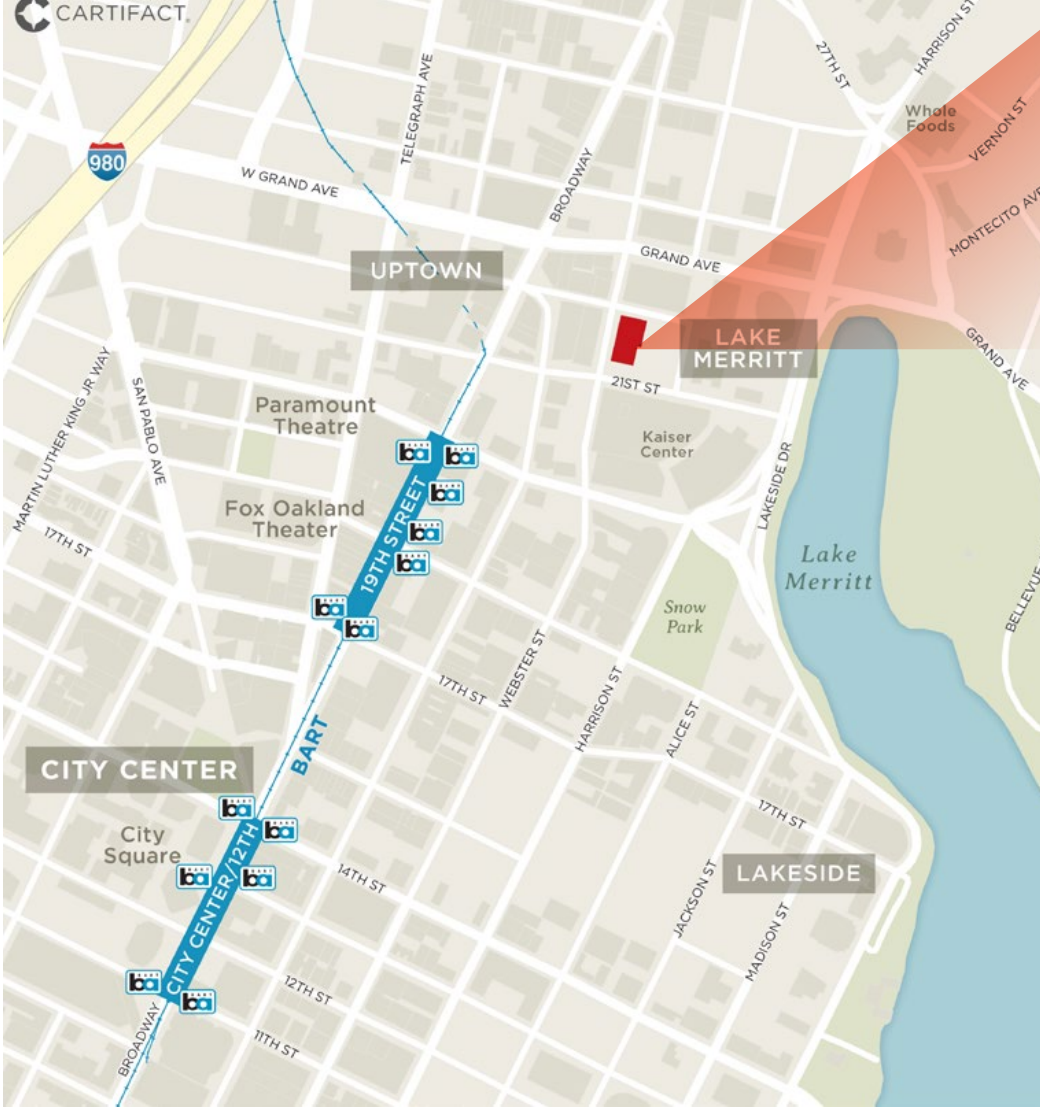 CARTIFACT
HARRISON ST
27TH ST
TELEGRAPH AVE
Whole
Foods
VERNON ST
980
W GRAND AVE
BROADWAY
MONTECITO AVE
GRAND AVE
UPTOWN
LAKE
MERRITT
GRAND AVE
21ST ST
MARTIN LUTHER KING JR WAY
SAN PABLO AVE
Paramount
Theatre
Kaiser
Center
LAKESIDE DR
Fox Oakland
Theater
19TH STREET
17TH ST
Lake
Merritt
BELLEVUE
Snow
Park
WEBSTER ST
17TH ST
HARRISON ST
ALICE ST
BART
CITY CENTER
17TH ST
City
Square
CITY CENTER/12TH
14TH ST
LAKESIDE
JACKSON ST
MADISON ST
12TH ST
BROADWAY
11TH ST